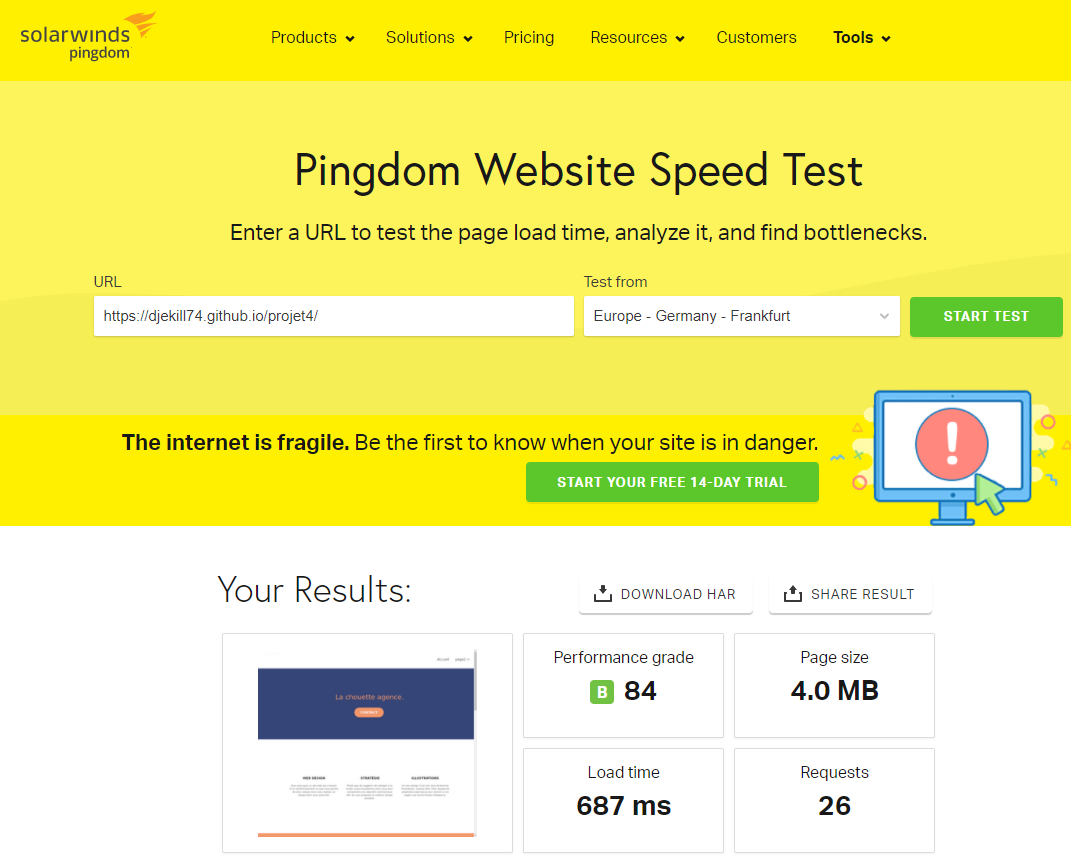 solarwinds
pingdom
Products
Solutions
Pricing
Resources
Customers
Tools
Pingdom Website Speed Test
Enter a URL to test the page load time, analyze it, and find bottlenecks.
URL
Test from
https://djekill74.github.io/projet4/
Europe - Germany - Frankfurt
START TEST
The internet is fragile. Be the first to know when your site is in danger.
START YOUR FREE 14-DAY TRIAL
Your Results:
DOWNLOAD HAR
SHARE RESULT
La chouette agence.
CONTACT
WEB DESIGN
STRATÉGIE
ILLUSTRATIONS
Performance grade
B 84
Page size
4.0 MB
Load time
687 ms
Requests
26